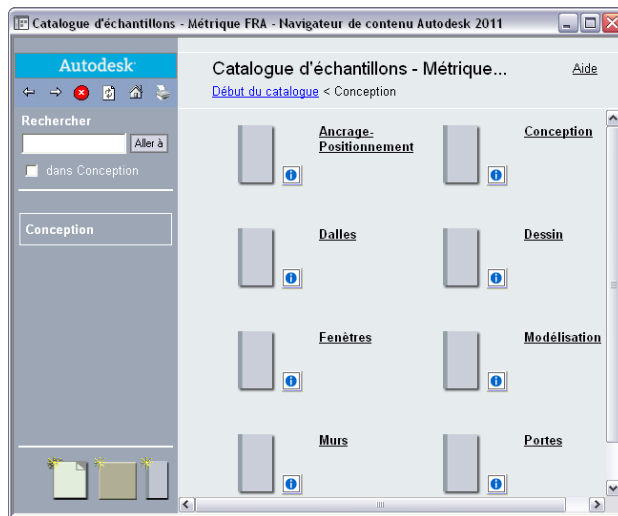 Catalogue d'échantillons - Métrique FRA - Navigateur de contenu Autodesk 2011
Autodesk
Rechercher
Aller à
dans Conception
Conception
Catalogue d'échantillons - Métrique...
Aide
Début du catalogue < Conception
Ancrage-
Positionnement
Conception
Dalles
Dessin
Fenêtres
Modélisation
Murs
Portes